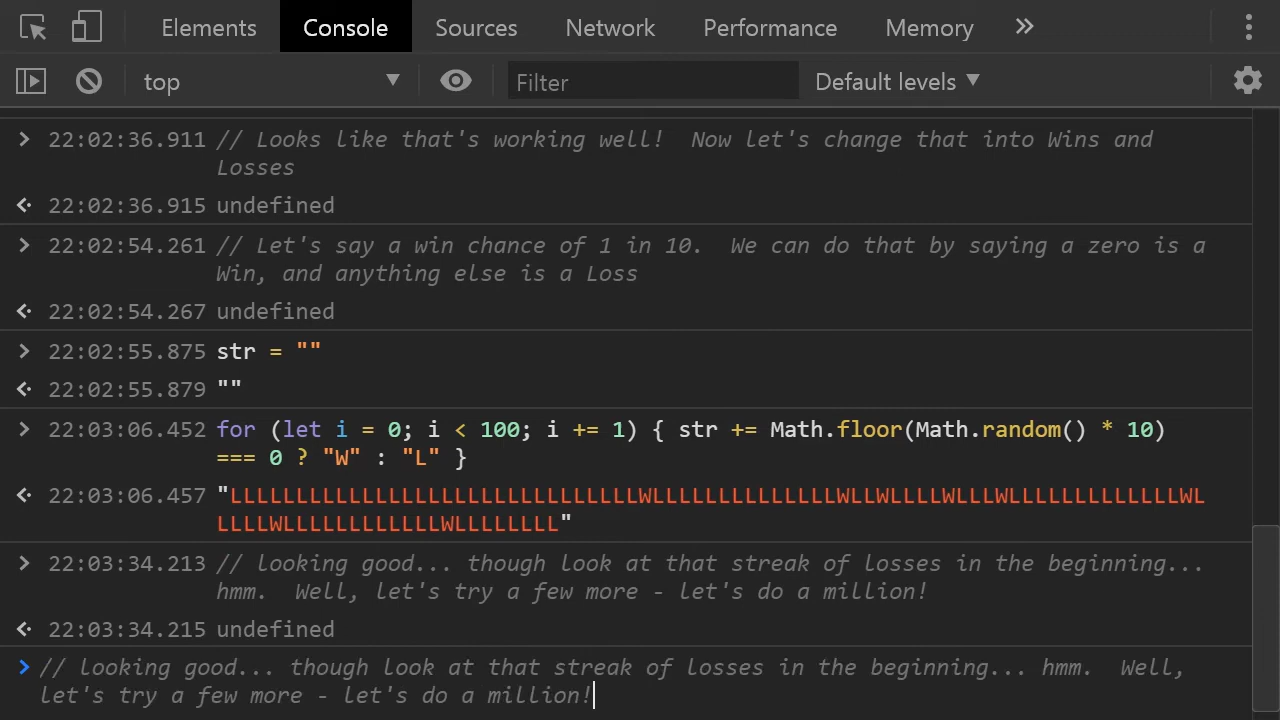 Elements Console Sources Network Performance Memory
top Filter Default levels
22:02:36.911 // Looks like that's working well!  Now let's change that into Wins and
Losses
22:02:36.915 undefined
22:02:54.261 // Let's say a win chance of 1 in 10.  We can do that by saying a zero is a
Win, and anything else is a Loss
22:02:54.267 undefined
22:02:55.875 str = ""
22:02:55.879 ""
22:03:06.452 for (let i = 0; i < 100; i += 1) { str += Math.floor(Math.random() * 10)
=== 0 ? "W" : "L" }
22:03:06.457 "LLLLLLLLLLLLLLLLLLLLLLLLLLLLLLLWLLLLLLLLLLLLLLWLLWLLLLWLLLWLLLLLLLLLLLLLWL
LLLLWLLLLLLLLLLLLWLLLLLLLL"
22:03:34.213 // looking good... though look at that streak of losses in the beginning...
hmm.  Well, let's try a few more - let's do a million!
22:03:34.215 undefined
// looking good... though look at that streak of losses in the beginning... hmm.  Well,
let's try a few more - let's do a million!